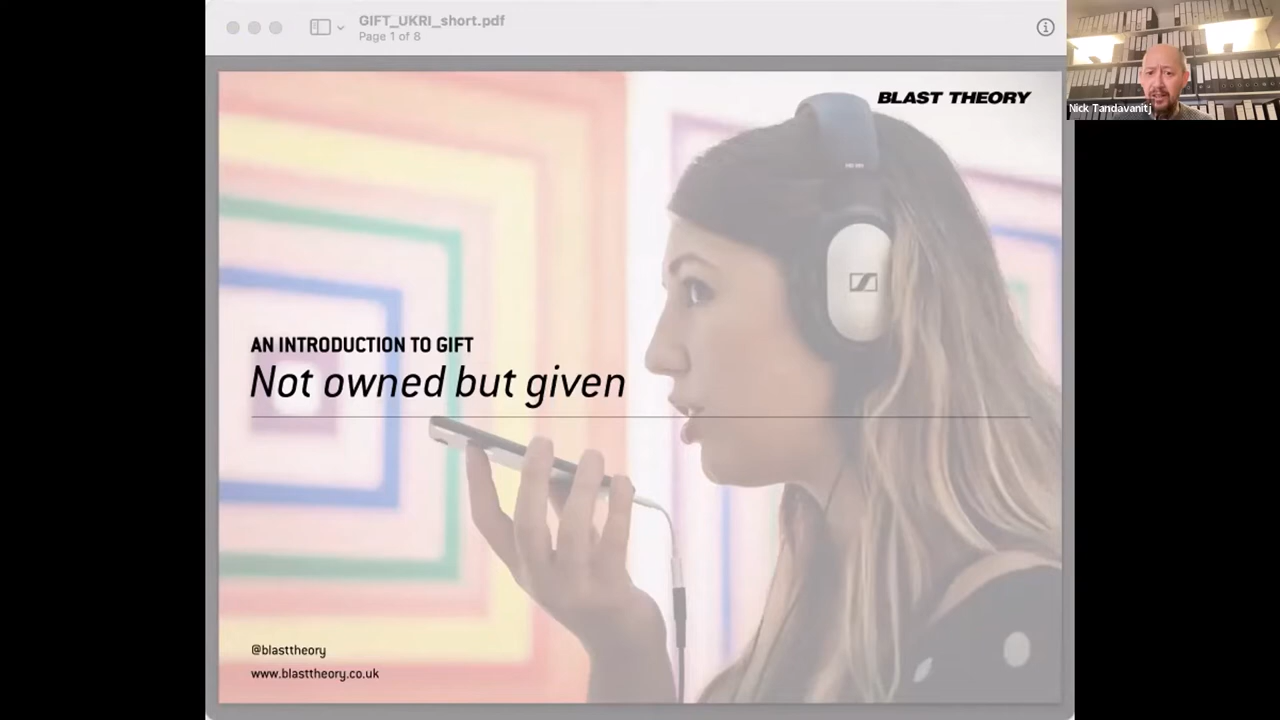 GIFT_UKRI_short.pdf
Page 1 of 8
BLAST THEORY
Nick Tandavanitj
AN INTRODUCTION TO GIFT
Not owned but given
@blasttheory
www.blasttheory.co.uk